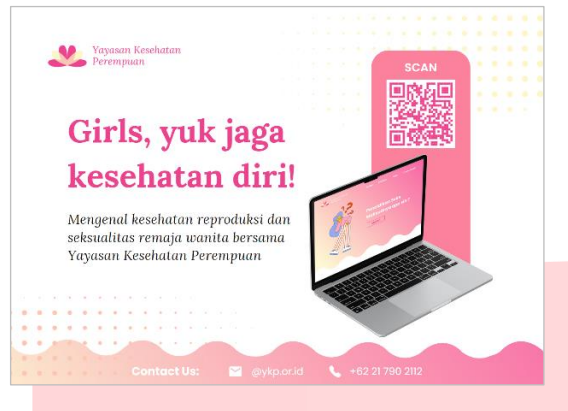 Yayasan Kesehatan
Perempuan
SCAN
Girls, yuk jaga
kesehatan diri!
Mengenal kesehatan reproduksi dan
seksualitas remaja wanita bersama
Yayasan Kesehatan Perempuan
Contact Us:
@ykp.or.id
+62 21 790 2112